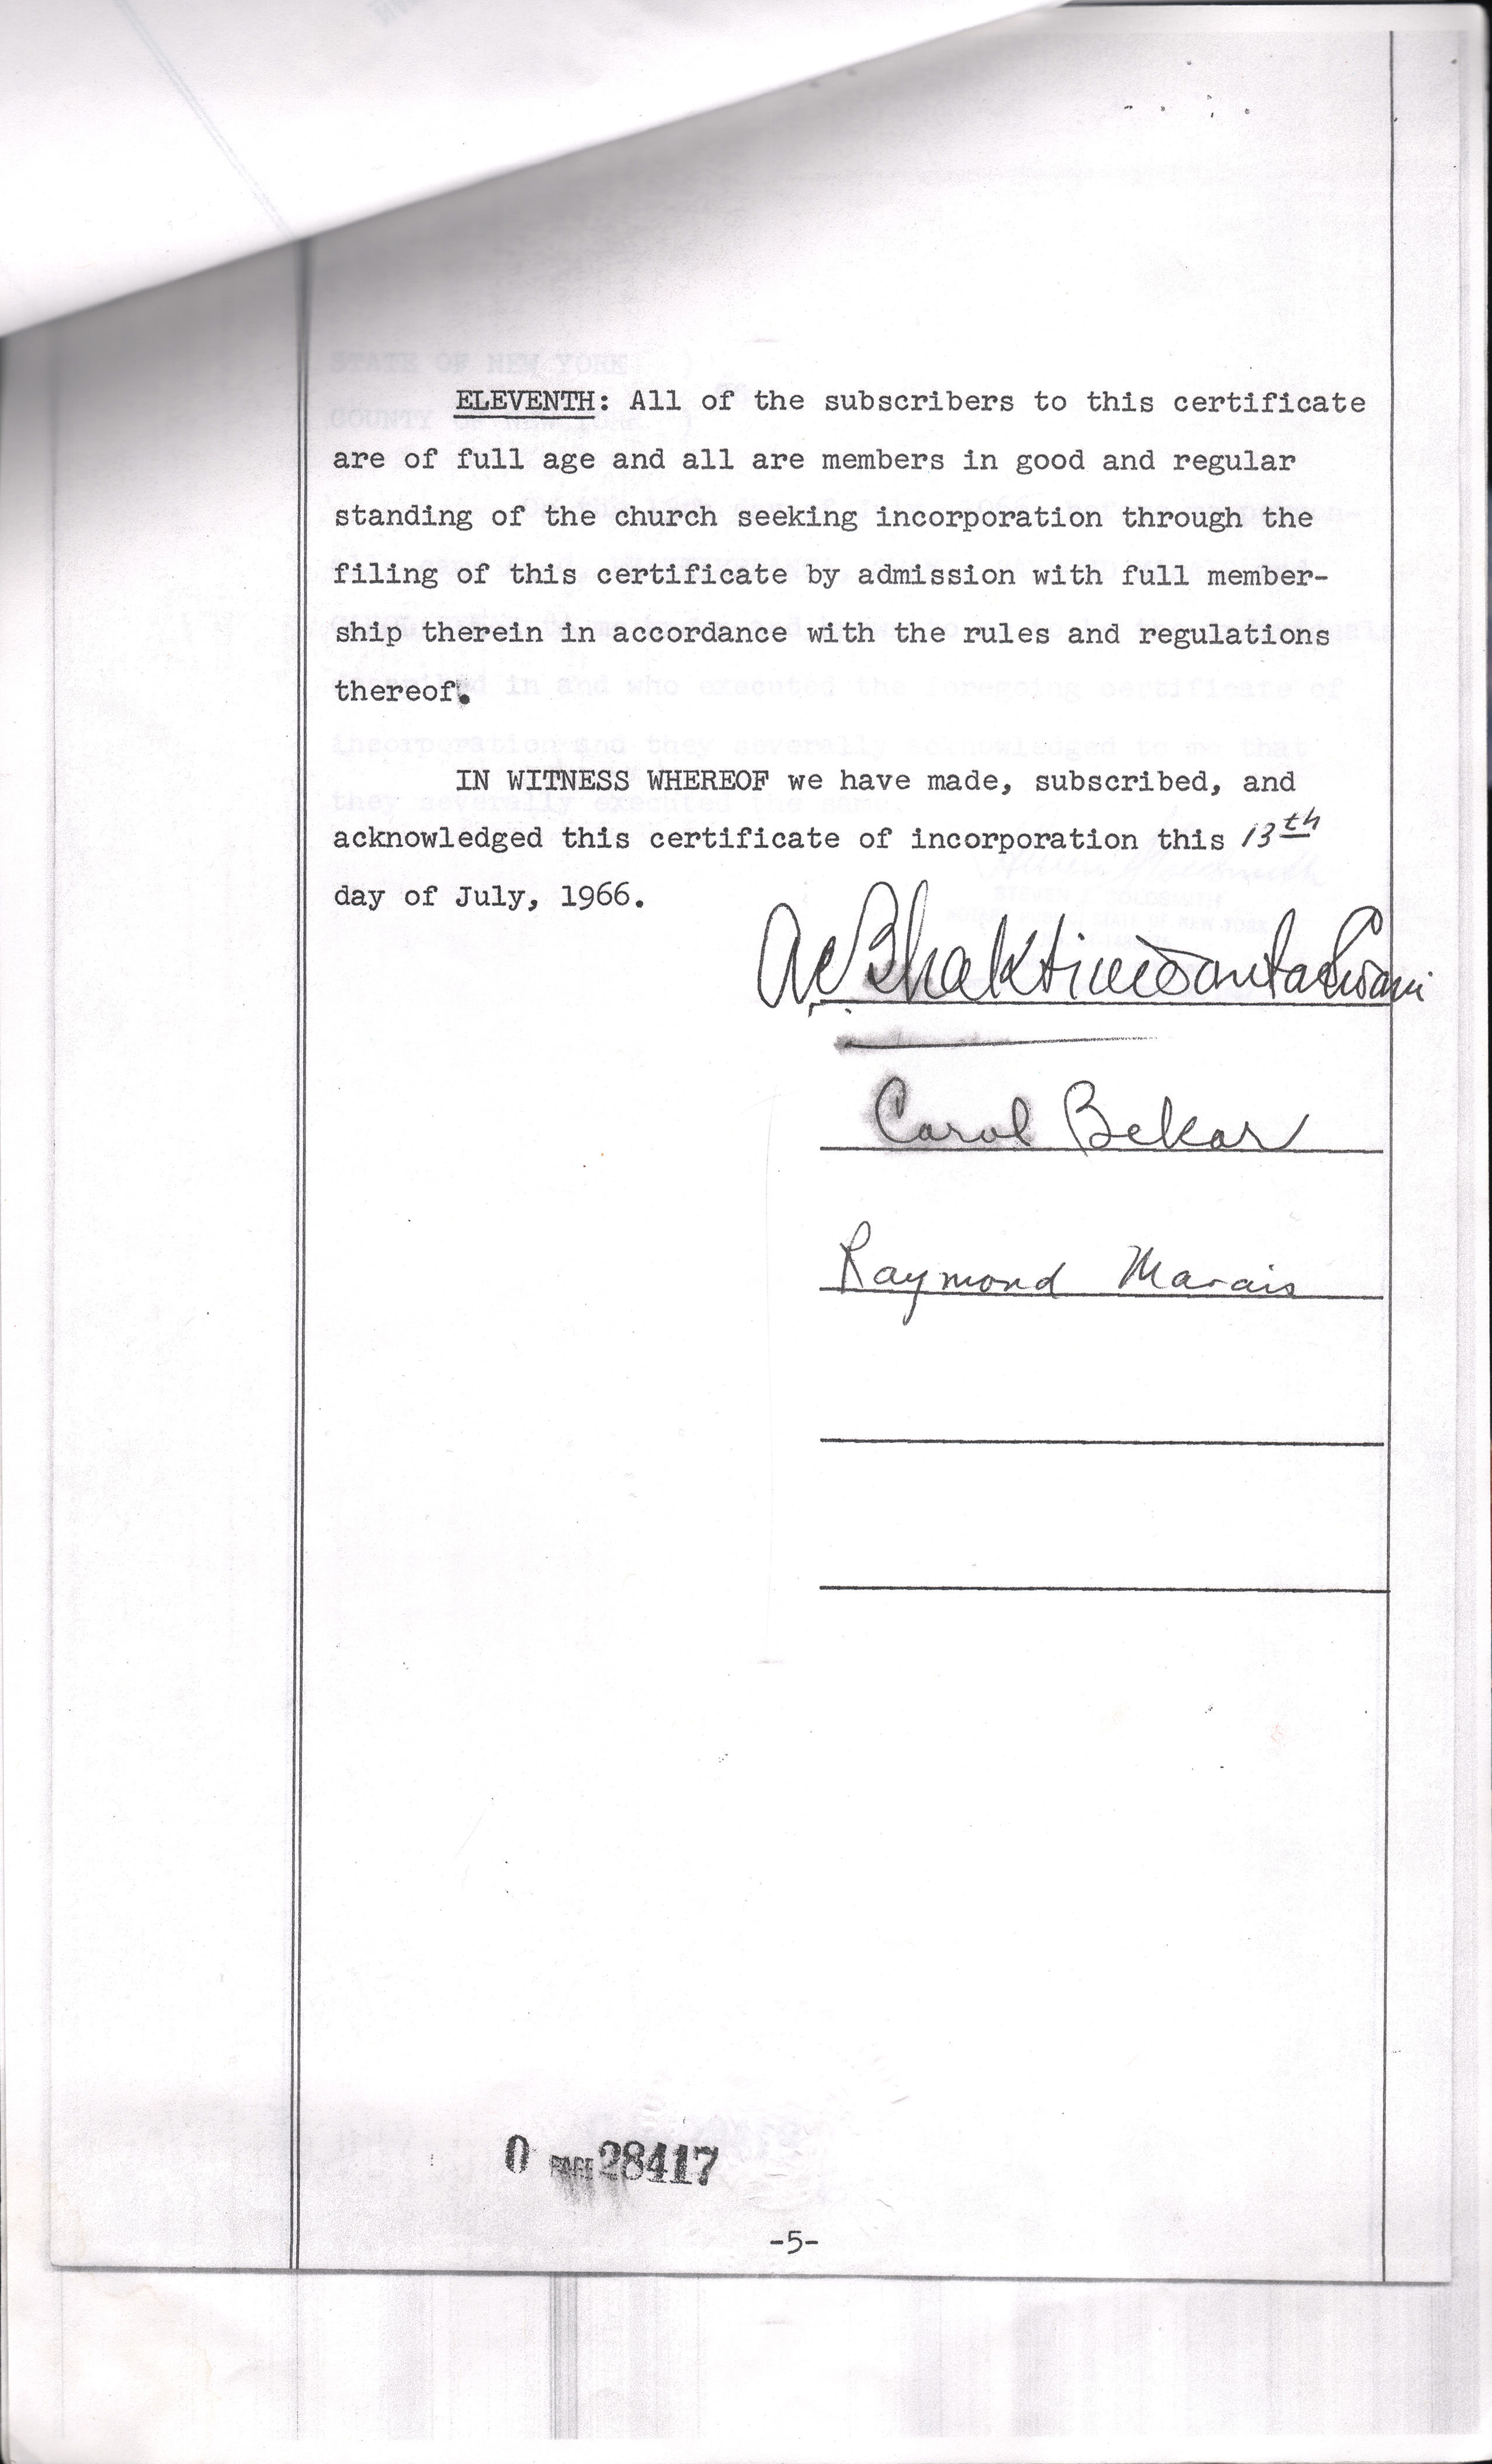 ELEVENTH: All of the subscribers to this certificate
are of full age and all are members in good and regular
standing of the church seeking incorporation through the
filing of this certificate by admission with full member-
ship therein in accordance with the rules and regulations
thereof.
IN WITNESS WHEREOF we have made, subscribed, and
acknowledged this certificate of incorporation this 13th
day of July, 1966.
AC Bhaktivedanta Swami
Carol Bekar
Raymond Marais
0 PAGE 28417
-5-